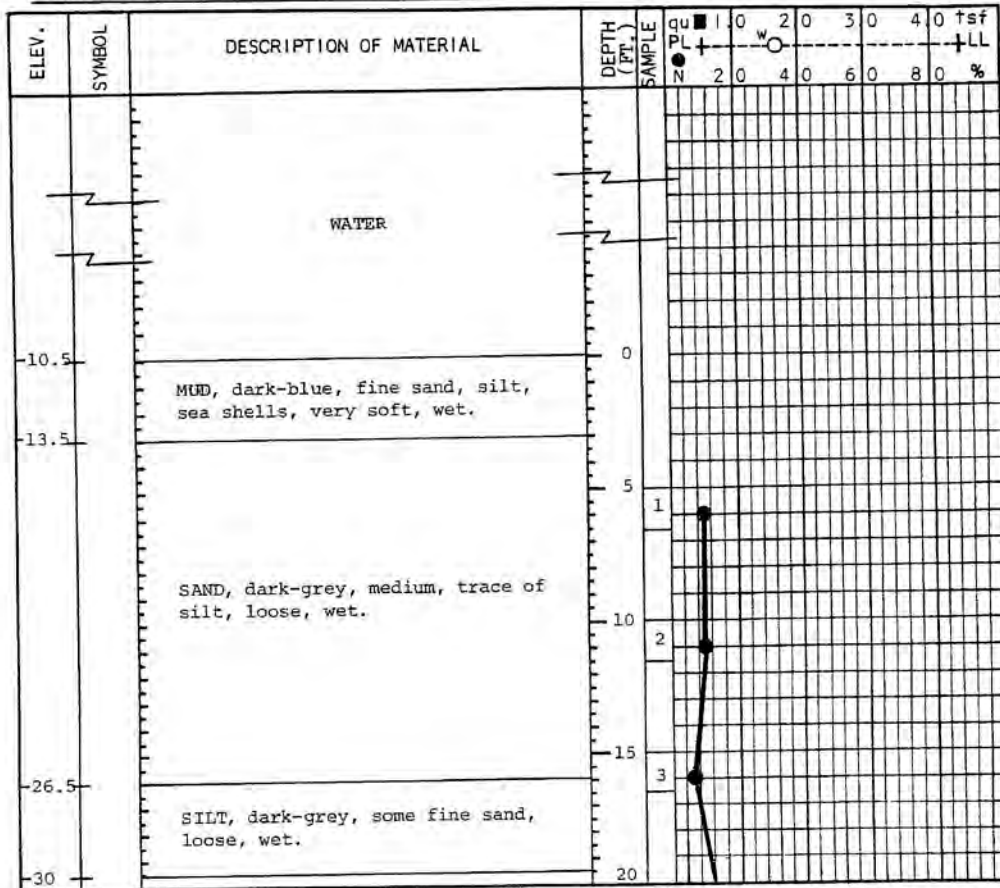 ELEV.
SYMBOL
DESCRIPTION OF MATERIAL
DEPTH
(FT.)
SAMPLE
qu ■ 1.0 2.0 3.0 4.0 tsf
PL w LL
N 20 40 60 80 %
WATER
-10.5
0
MUD, dark-blue, fine sand, silt,
sea shells, very soft, wet.
-13.5
5
1
SAND, dark-grey, medium, trace of
silt, loose, wet.
10
2
15
3
-26.5
SILT, dark-grey, some fine sand,
loose, wet.
20
-30